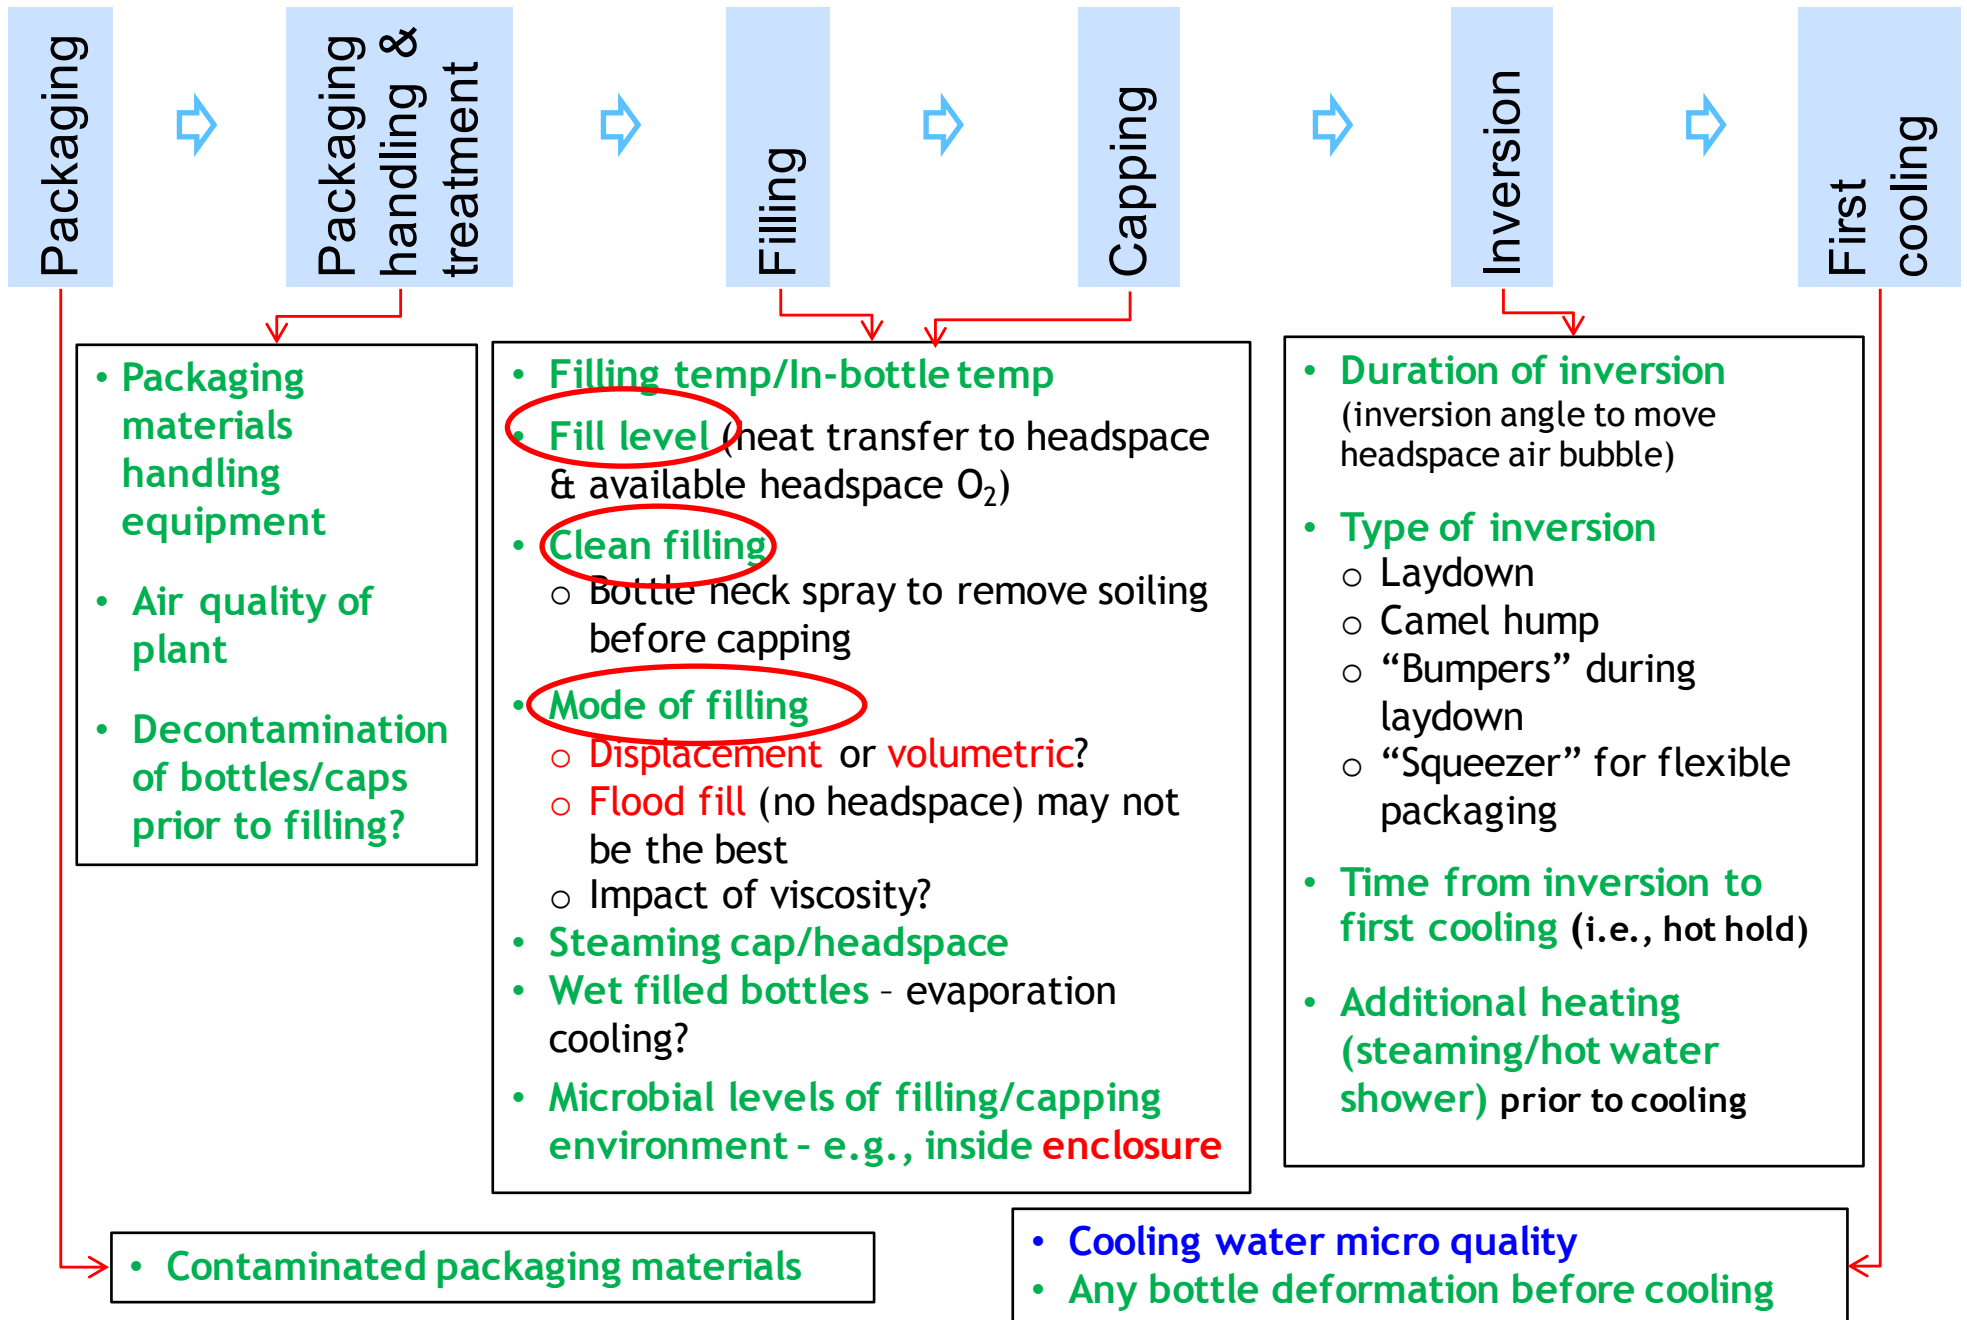 Packaging
Packaging
handling &
treatment
Filling
Capping
Inversion
First
cooling
• Packaging
materials
handling
equipment
• Air quality of
plant
• Decontamination
of bottles/caps
prior to filling?
• Filling temp/In-bottle temp
• Fill level (heat transfer to headspace
& available headspace O₂)
• Clean filling
o Bottle neck spray to remove soiling
before capping
• Mode of filling
o Displacement or volumetric?
o Flood fill (no headspace) may not
be the best
o Impact of viscosity?
• Steaming cap/headspace
• Wet filled bottles – evaporation
cooling?
• Microbial levels of filling/capping
environment – e.g., inside enclosure
• Duration of inversion
(inversion angle to move
headspace air bubble)
• Type of inversion
o Laydown
o Camel hump
o “Bumpers” during
laydown
o “Squeezer” for flexible
packaging
• Time from inversion to
first cooling (i.e., hot hold)
• Additional heating
(steaming/hot water
shower) prior to cooling
• Contaminated packaging materials
• Cooling water micro quality
• Any bottle deformation before cooling